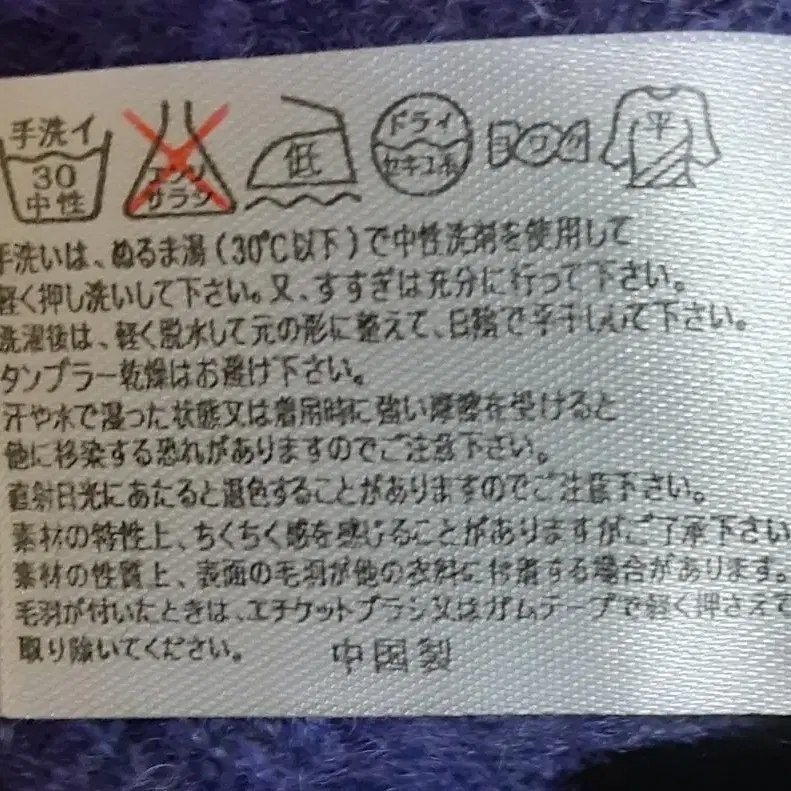 手洗イ
30
中性
エンソ
サラシ
低
ドライ
セキユ系
ヨワク
平
手洗いは、ぬるま湯(30℃以下)で中性洗剤を使用して
軽く押し洗いして下さい。又、すすぎは充分に行って下さい。
洗濯後は、軽く脱水して元の形に整えて、日陰で平干しして下さい。
タンブラー乾燥はお避け下さい。
汗や水で湿った状態又は着用時に強い摩擦を受けると
他に移染する恐れがありますのでご注意下さい。
直射日光にあたると退色することがありますのでご注意下さい。
素材の特性上、ちくちく感を感じることがありますがご了承下さい
素材の性質上、表面の毛羽が他の衣料に付着する場合があります。
毛羽が付いたときは、エチケットブラシ又はガムテープで軽く押さえて
取り除いてください。
中国製